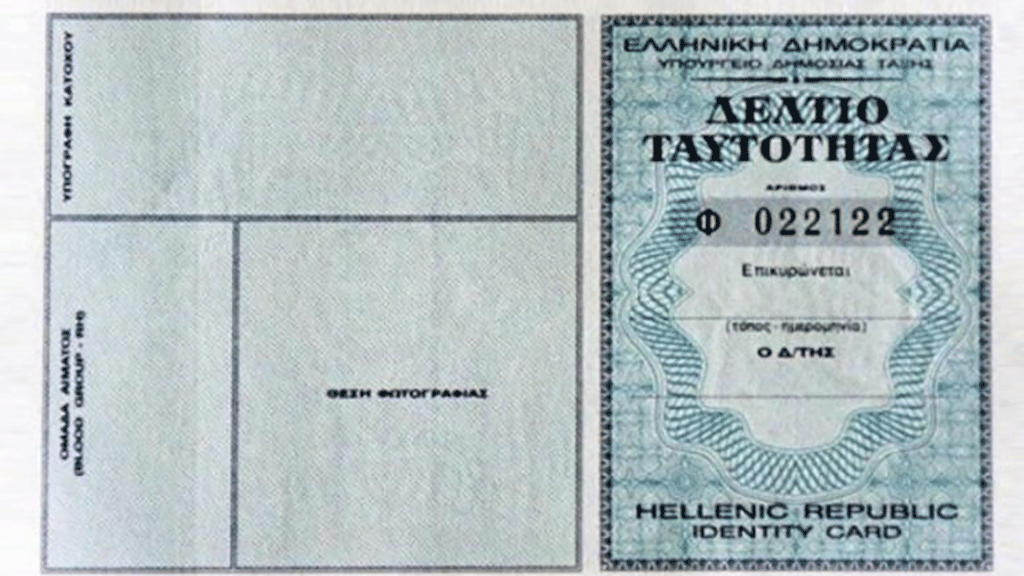 ΥΠΟΓΡΑΦΗ ΚΑΤΟΧΟΥ
ΟΜΑΔΑ ΑΙΜΑΤΟΣ
(BLOOD GROUP - RH)
ΘΕΣΗ ΦΩΤΟΓΡΑΦΙΑΣ
ΕΛΛΗΝΙΚΗ ΔΗΜΟΚΡΑΤΙΑ
ΥΠΟΥΡΓΕΙΟ ΔΗΜΟΣΙΑΣ ΤΑΞΗΣ
ΔΕΛΤΙΟ
ΤΑΥΤΟΤΗΤΑΣ
ΑΡΙΘΜΟΣ
Φ 022122
Επικυρώνεται
(τόπος - ημερομηνία)
Ο Δ/ΤΗΣ
HELLENIC REPUBLIC
IDENTITY CARD